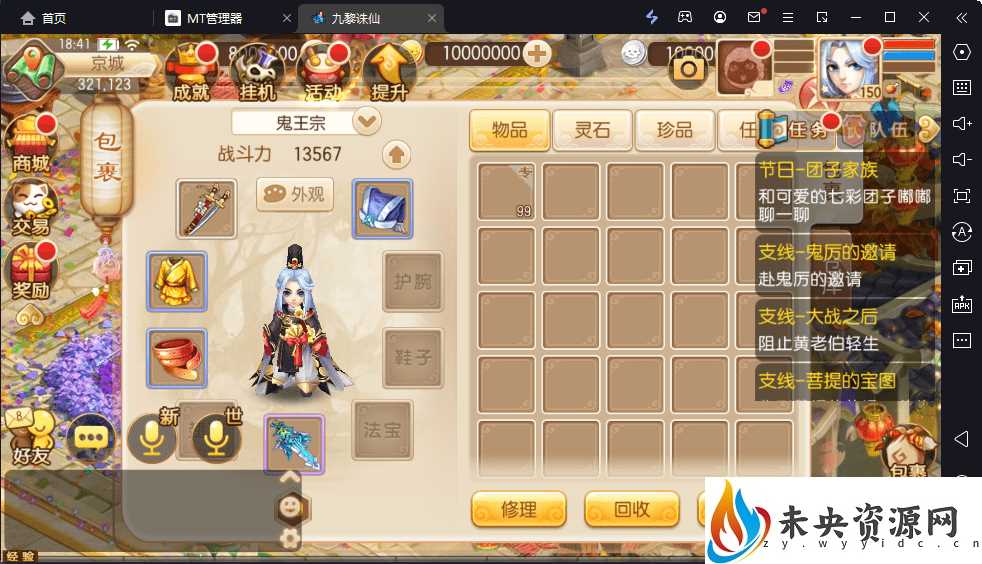 首页
MT管理器
九黎诛仙
18:41
京城
321,123
10000000
成就
挂机
活动
提升
150
商城
交易
奖励
好友
包裹
鬼王宗
战斗力 13567
外观
护腕
鞋子
法宝
新
世
物品
灵石
珍品
任务
队伍
专
99
节日-团子家族
和可爱的七彩团子嘟嘟
聊一聊
支线-鬼厉的邀请
赴鬼厉的邀请
支线-大战之后
阻止黄老伯轻生
支线-菩提的宝图
修理
回收
包裹
经验
APK
未央资源网
zy.wyyidc.cn